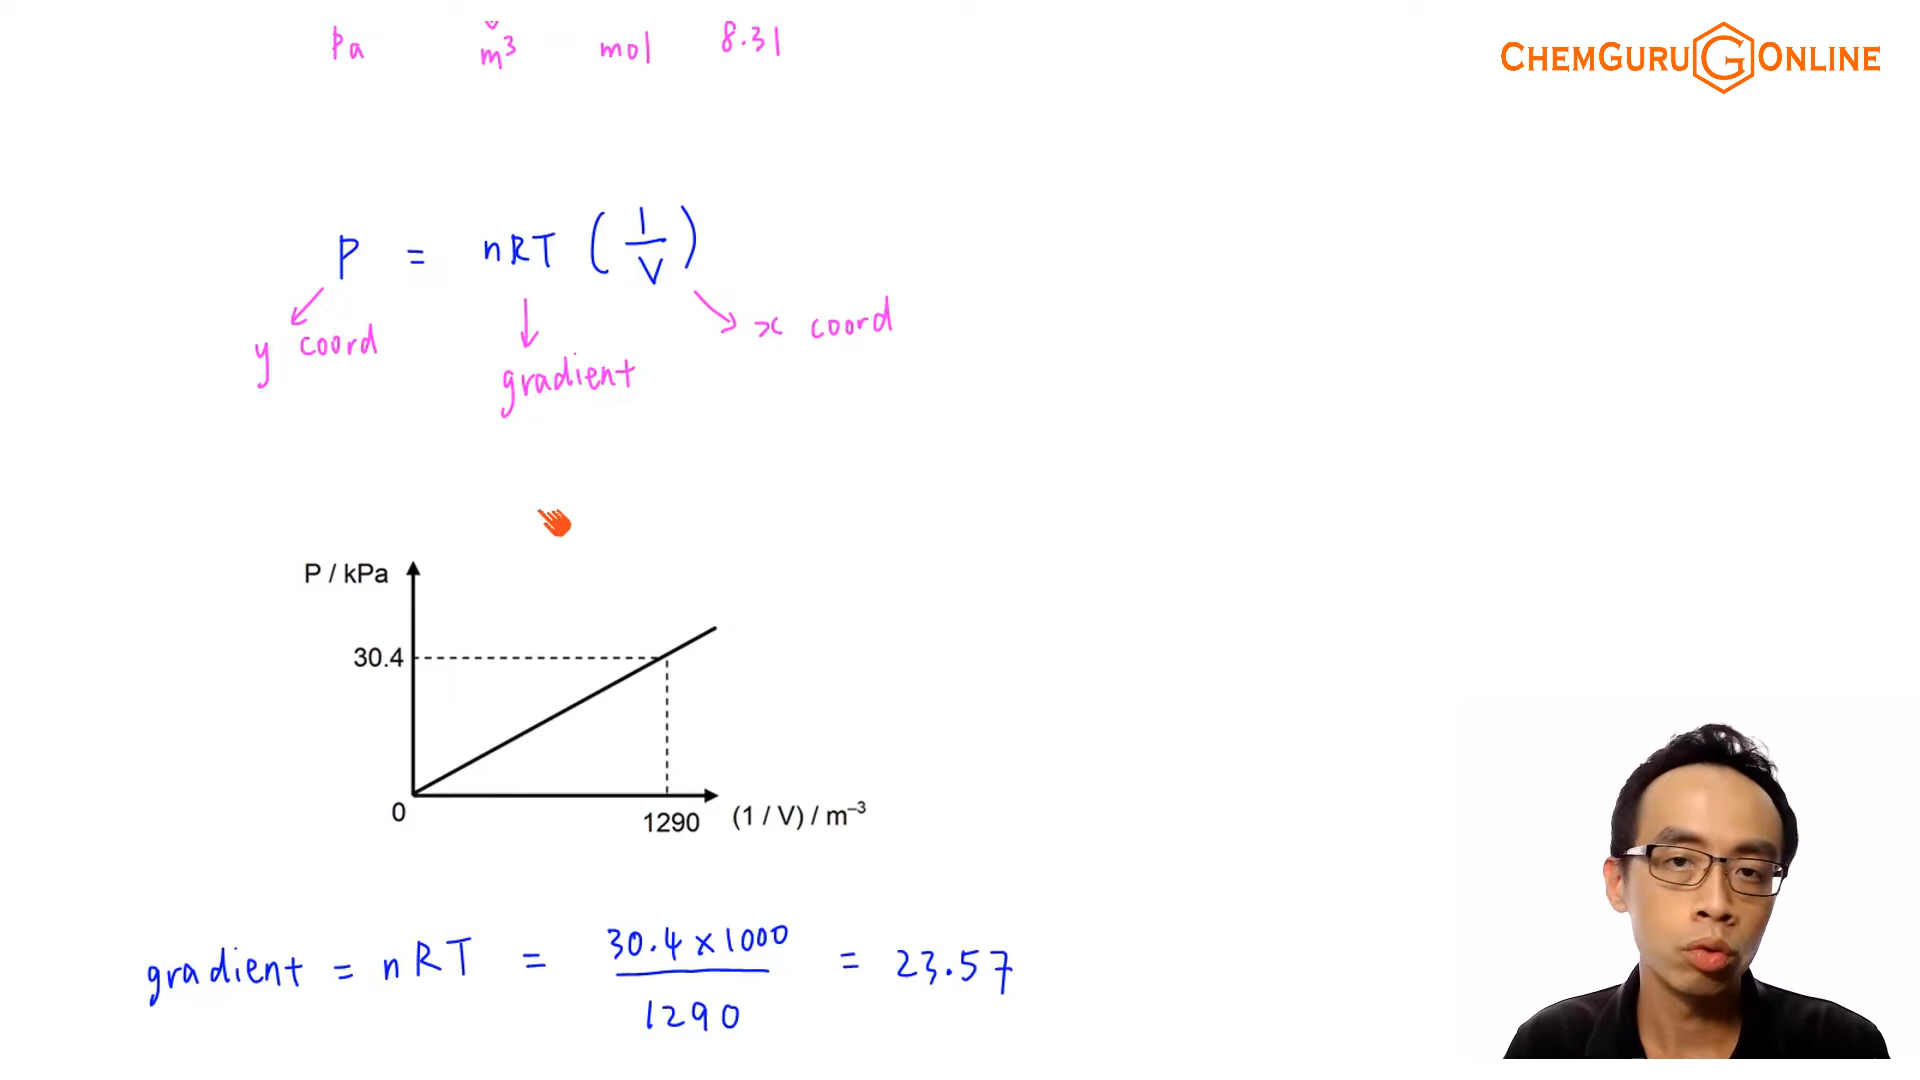 CHEMGURU G ONLINE
Pa m³ mol 8.31
P = nRT (1/V)
y coord
gradient
x coord
P / kPa
30.4
0
1290
(1 / V) / m⁻³
gradient = nRT = 30.4 x 1000 / 1290 = 23.57